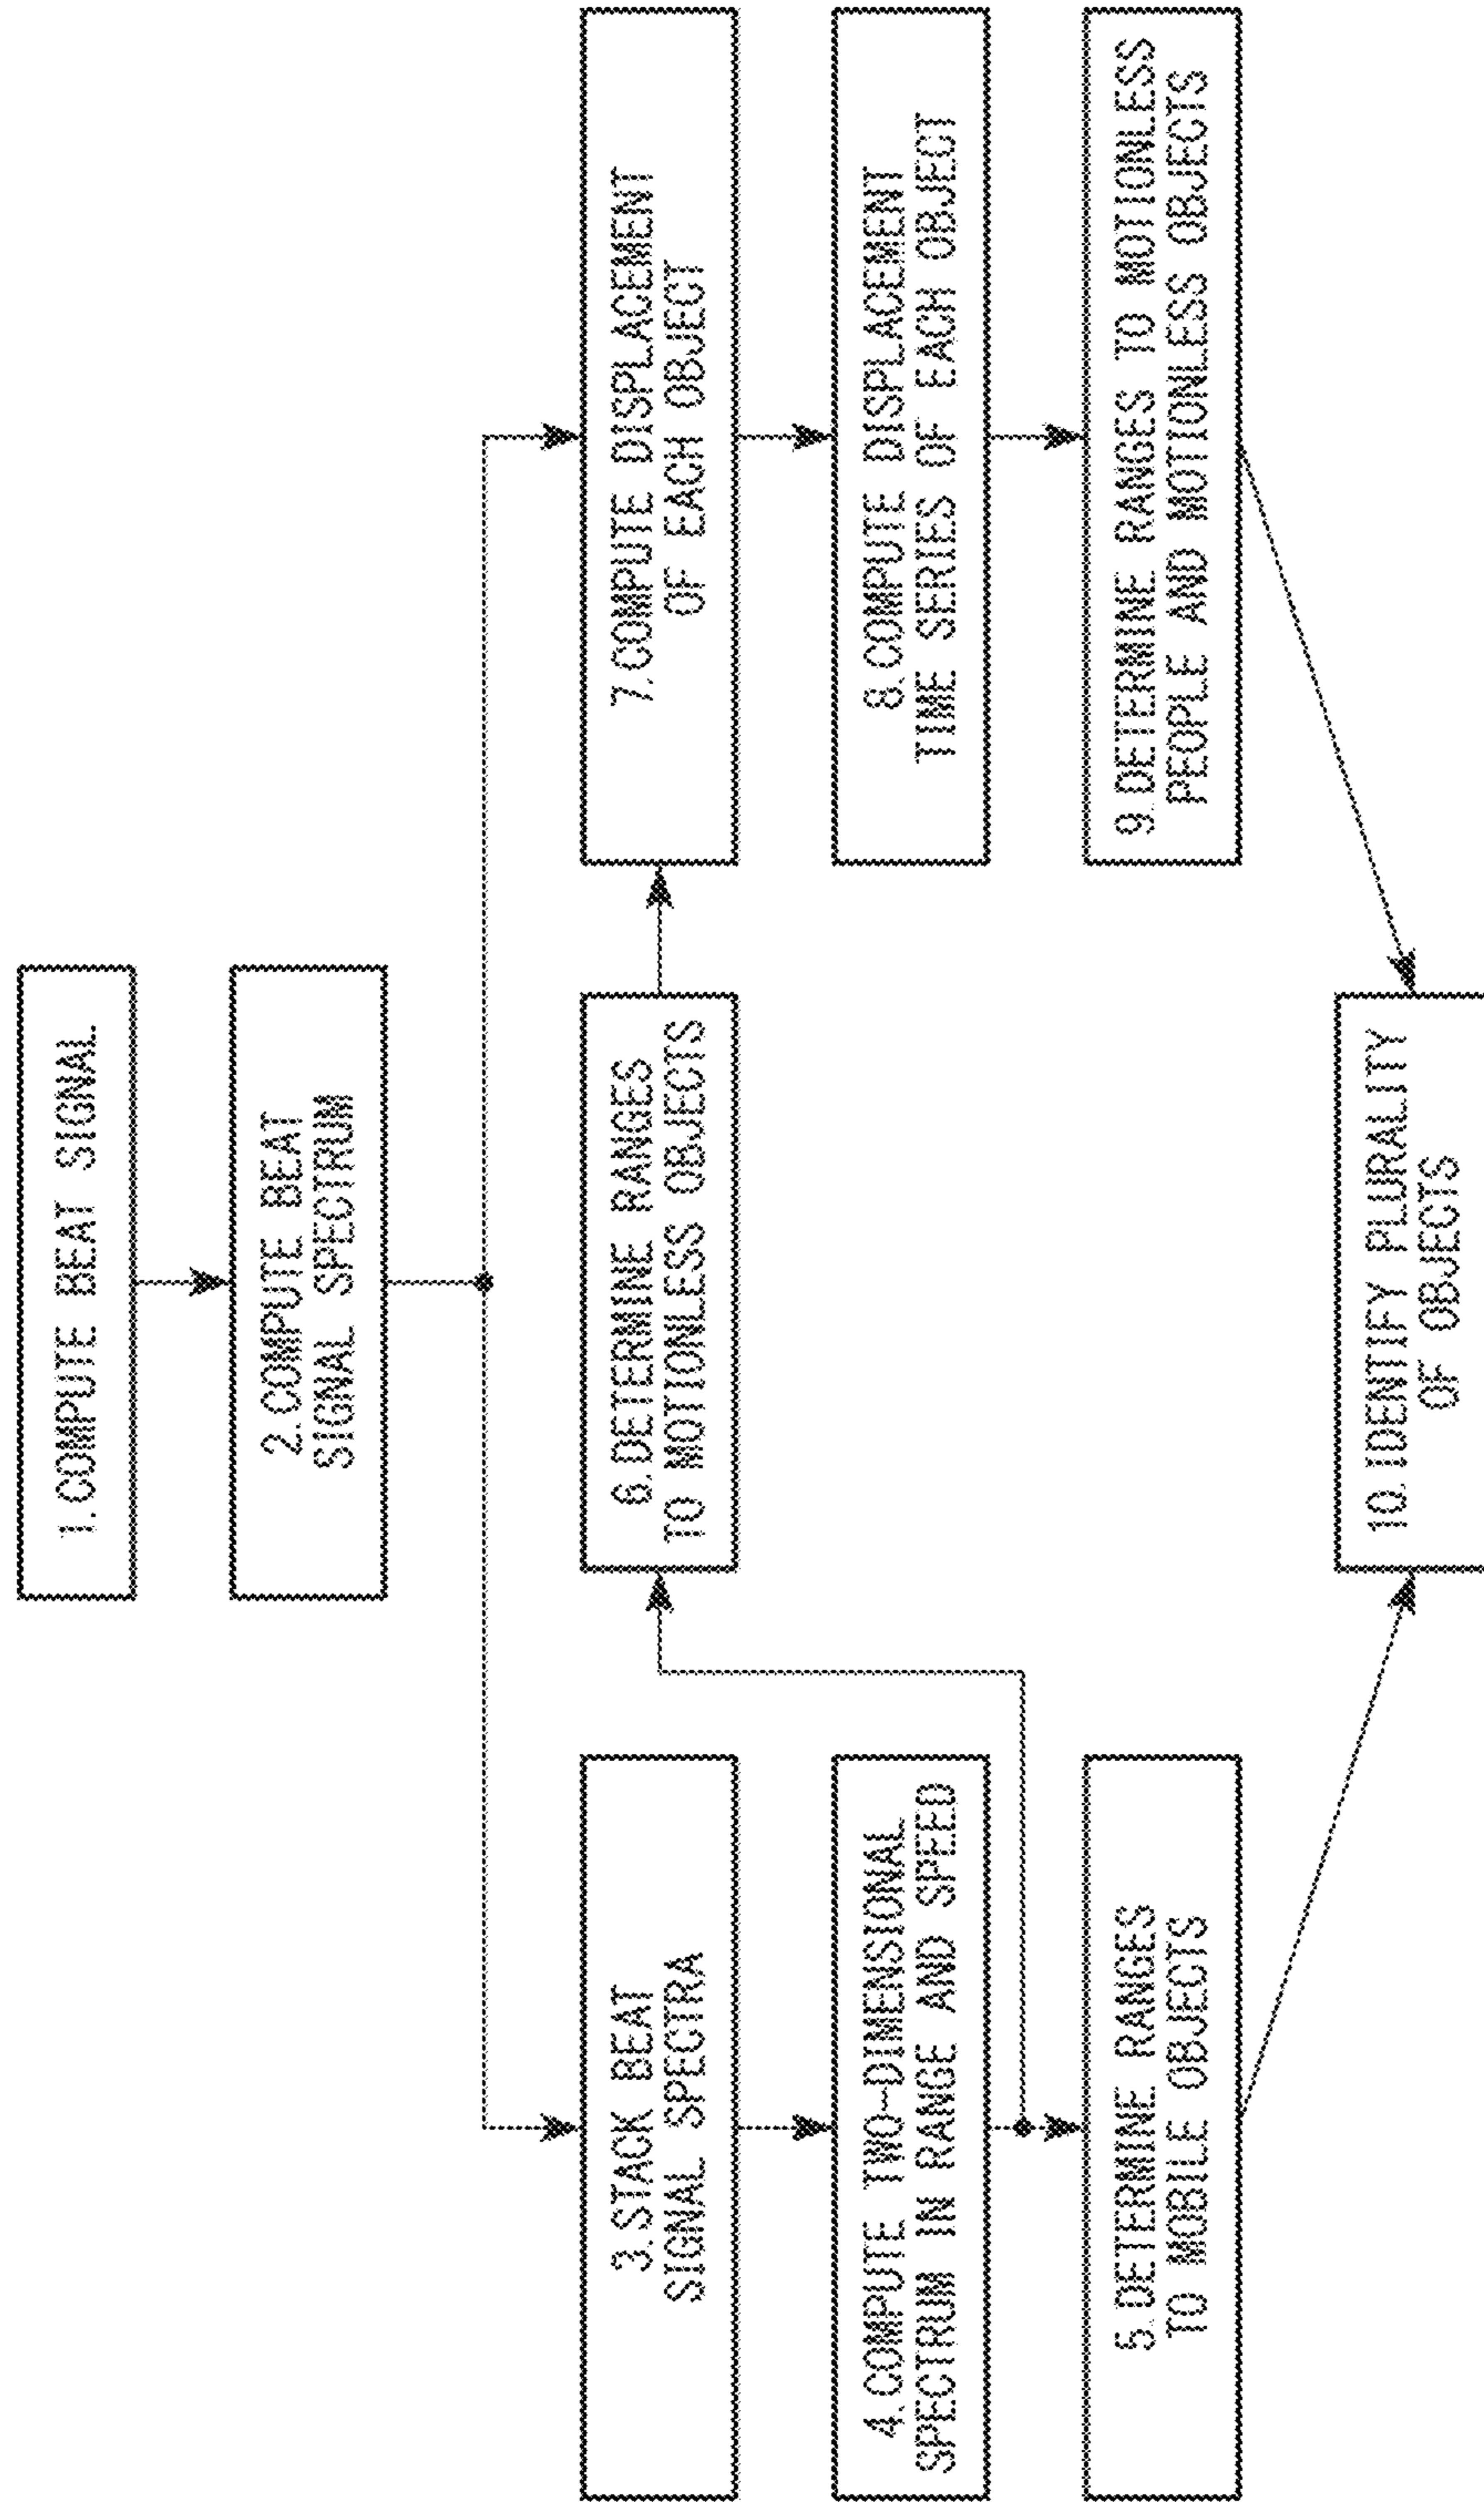 1.COMPUTE BEAT SIGNAL
2.COMPUTE BEAT
SIGNAL SPECTRUM
3.STACK BEAT
SIGNAL SPECTRA
4.COMPUTE TWO-DIMENSIONAL
SPECTRUM IN RANGE AND SPEED
5.DETERMINE RANGES
TO MOBILE OBJECTS
6.DETERMINE RANGES
TO MOTIONLESS OBJECTS
7.COMPUTE DISPLACEMENT
OF EACH OBJECT
8.COMPUTE DISPLACEMENT
TIME SERIES OF EACH OBJECT
9.DETERMINE RANGES TO MOTIONLESS
PEOPLE AND MOTIONLESS OBJECTS
10.IDENTIFY PLURALITY
OF OBJECTS